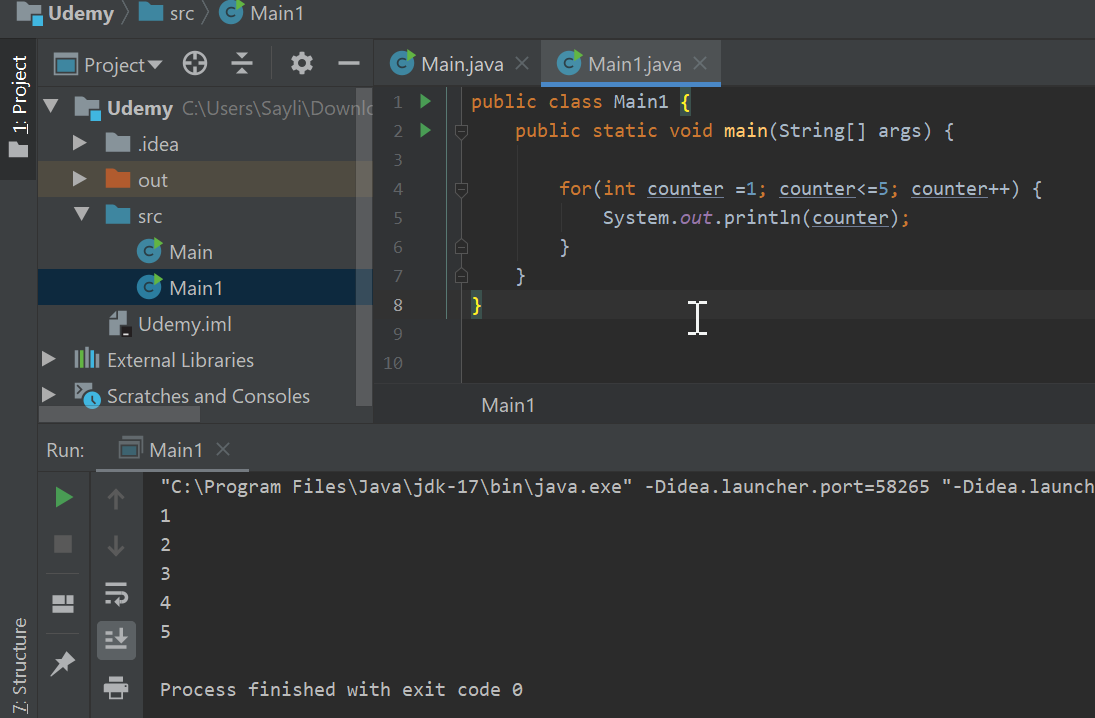 Udemy src Main1
1: Project
Project
Udemy C:\Users\Sayli\Downlo
.idea
out
src
Main
Main1
Udemy.iml
External Libraries
Scratches and Consoles
Main.java Main1.java
1 public class Main1 {
2 public static void main(String[] args) {
3
4 for(int counter =1; counter<=5; counter++) {
5 System.out.println(counter);
6 }
7 }
8 }
9
10
Main1
Run: Main1
"C:\Program Files\Java\jdk-17\bin\java.exe" -Didea.launcher.port=58265 "-Didea.launch
1
2
3
4
5
Process finished with exit code 0
7: Structure